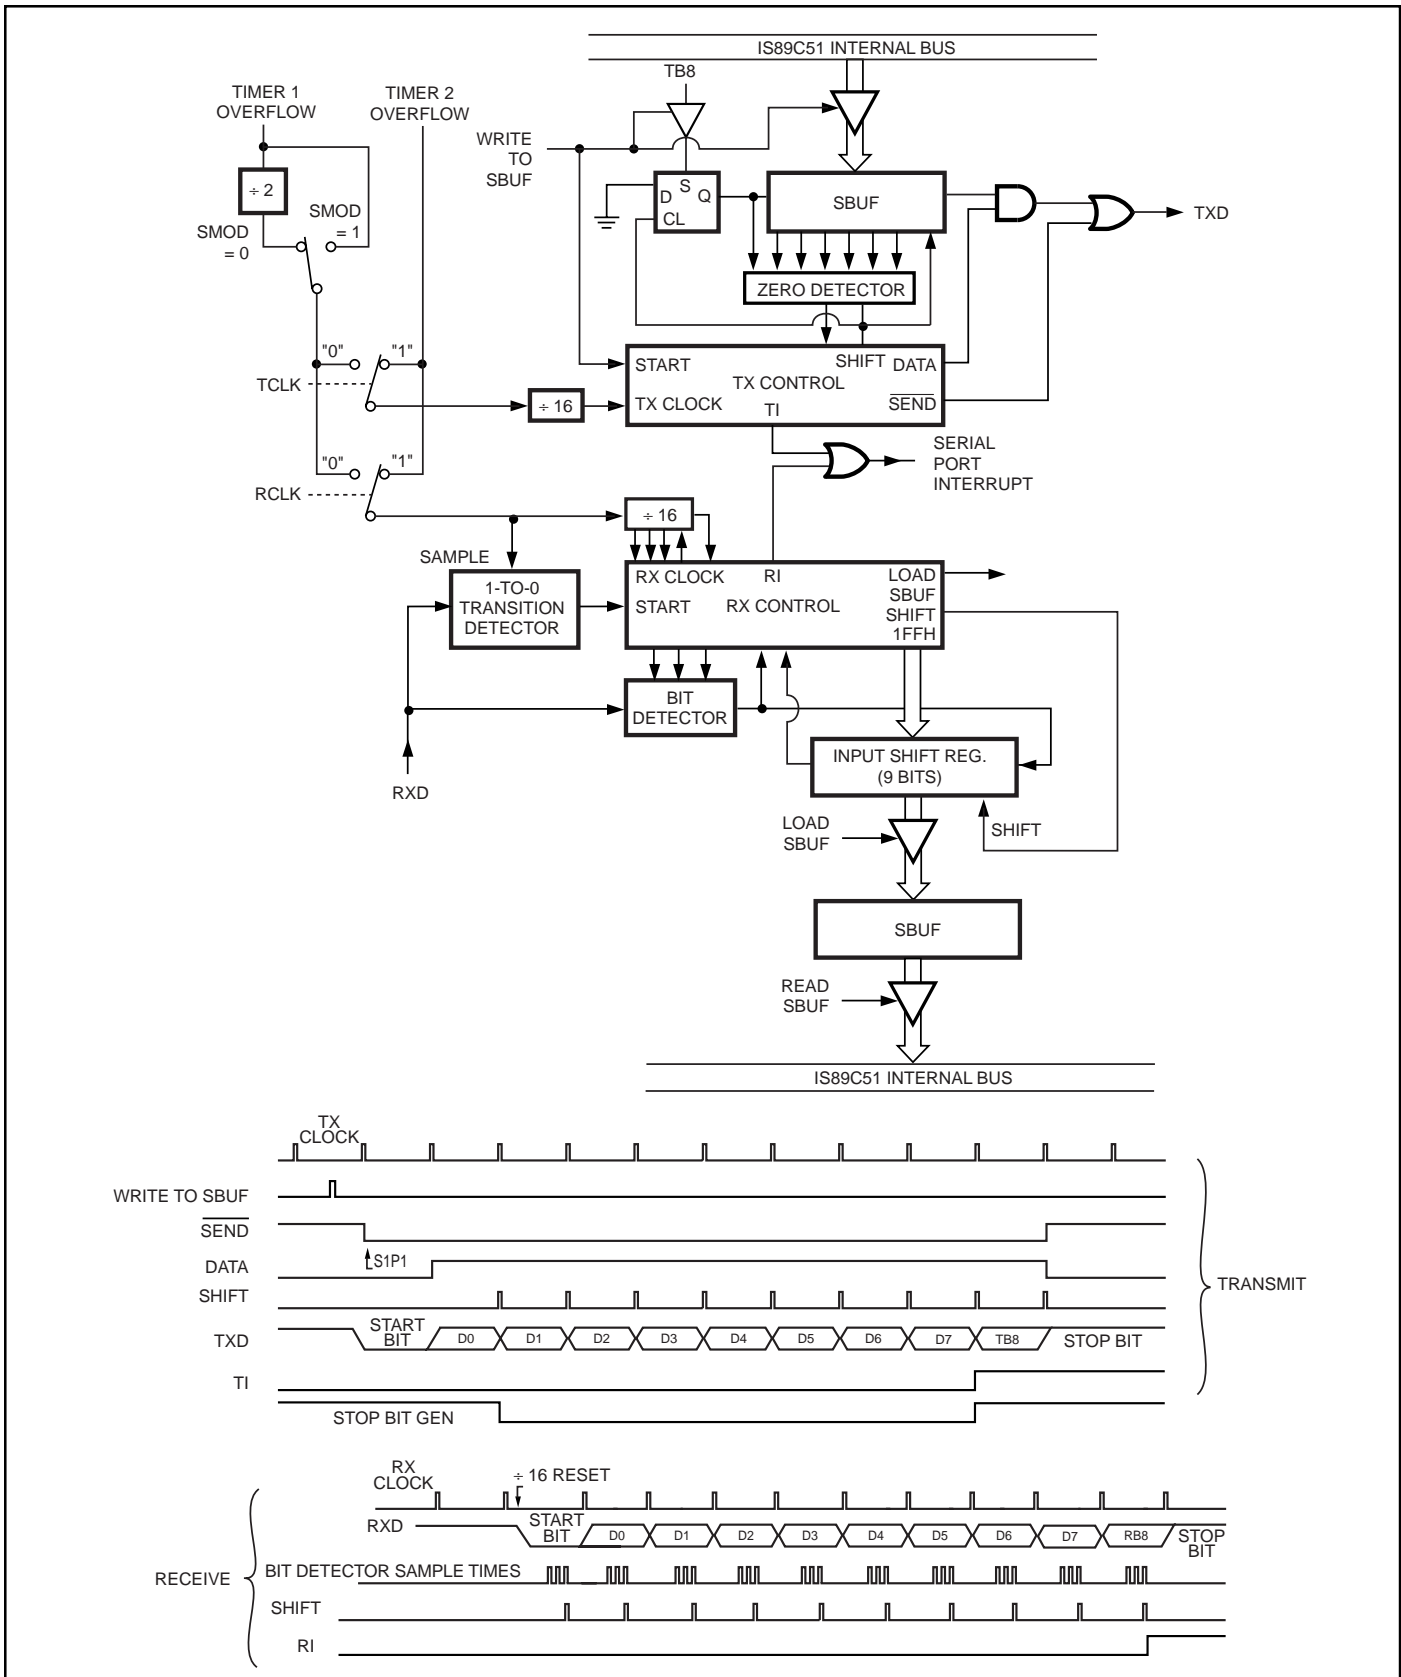 IS89C51 INTERNAL BUS
TB8
TIMER 1
OVERFLOW
TIMER 2
OVERFLOW
WRITE
TO
SBUF
÷ 2
SMOD
= 1
SMOD
= 0
D
S
Q
CL
SBUF
TXD
ZERO DETECTOR
"0"
"1"
TCLK
÷ 16
START
SHIFT
DATA
TX CONTROL
TX CLOCK
TI
SEND
SERIAL
PORT
INTERRUPT
"0"
"1"
RCLK
÷ 16
SAMPLE
1-TO-0
TRANSITION
DETECTOR
RX CLOCK
RI
LOAD
SBUF
START
RX CONTROL
SHIFT
1FFH
BIT
DETECTOR
RXD
INPUT SHIFT REG.
(9 BITS)
LOAD
SBUF
SHIFT
SBUF
READ
SBUF
IS89C51 INTERNAL BUS
TX
CLOCK
WRITE TO SBUF
SEND
S1P1
DATA
SHIFT
TXD
START
BIT
D0
D1
D2
D3
D4
D5
D6
D7
TB8
STOP BIT
TI
STOP BIT GEN
TRANSMIT
RX
CLOCK
÷ 16 RESET
RXD
START
BIT
D0
D1
D2
D3
D4
D5
D6
D7
RB8
STOP
BIT
BIT DETECTOR SAMPLE TIMES
RECEIVE
SHIFT
RI